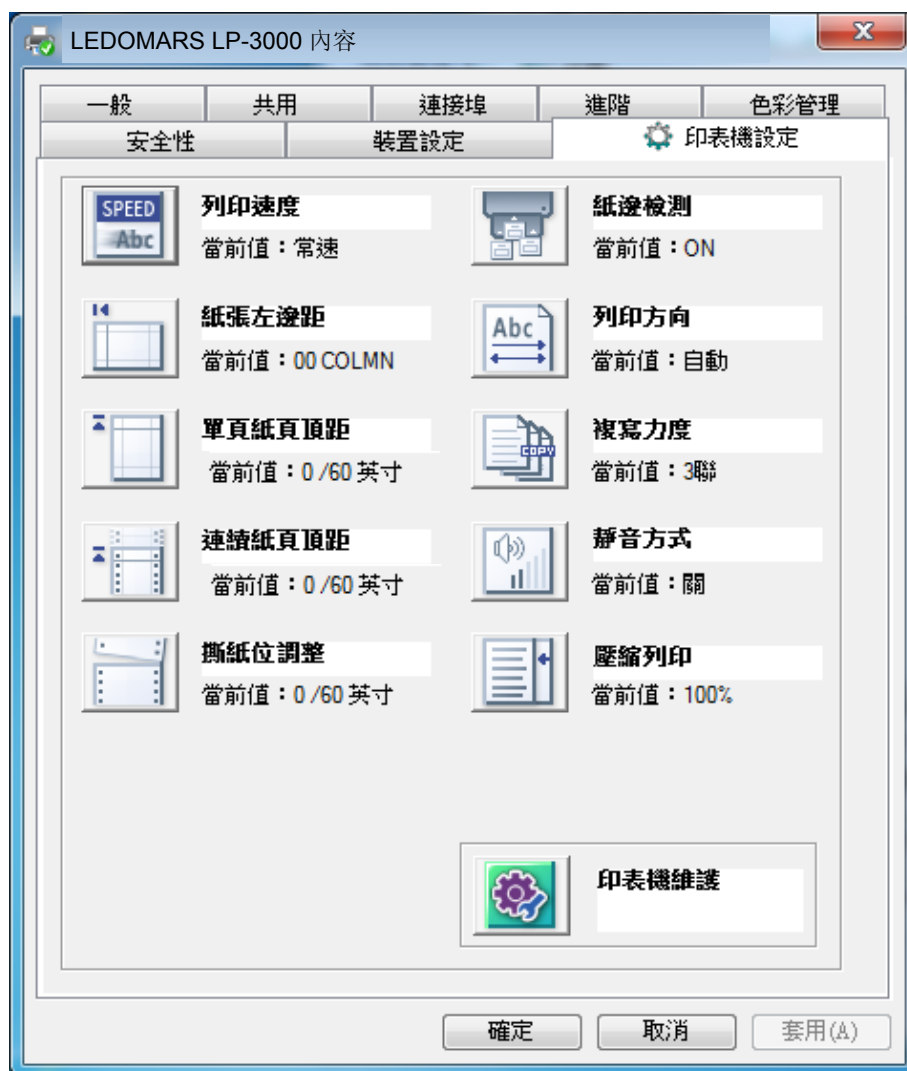 LEDOMARS LP-3000 內容
一般 共用 連接埠 進階 色彩管理
安全性 裝置設定 印表機設定
SPEED
Abc
列印速度
當前值：常速
紙邊檢測
當前值：ON
紙張左邊距
當前值：00 COLMN
Abc
列印方向
當前值：自動
單頁紙頁頂距
當前值：0 /60 英寸
COPY
複寫力度
當前值：3聯
連續紙頁頂距
當前值：0 /60 英寸
靜音方式
當前值：關
撕紙位調整
當前值：0 /60 英寸
壓縮列印
當前值：100%
印表機維護
確定 取消 套用(A)